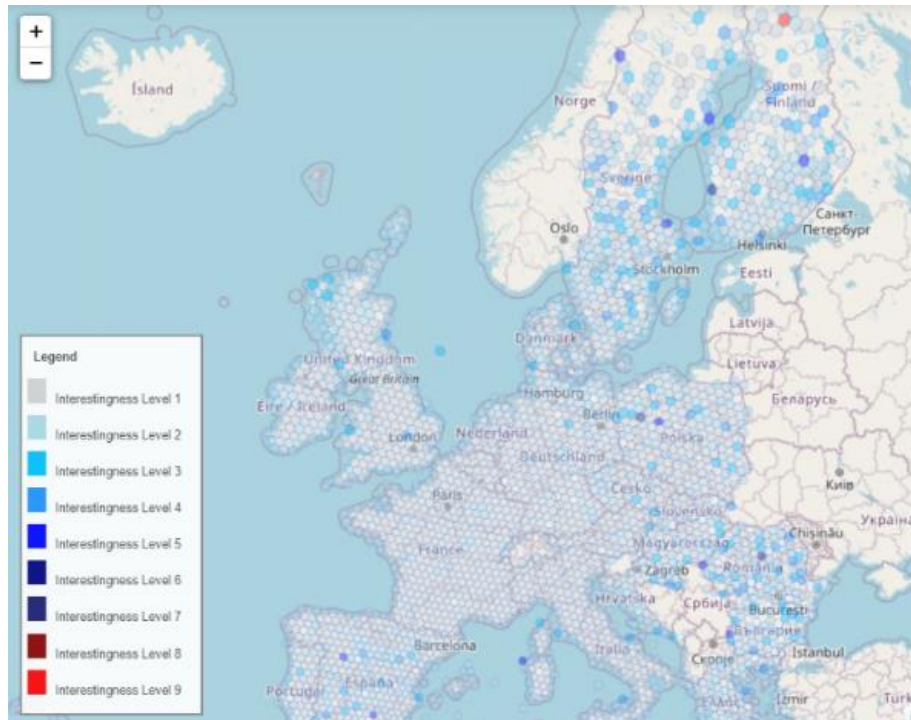 +
−
Ísland
Norge
Suomi /
Finland
Sverige
Oslo
Санкт-
Петербург
Helsinki
Stockholm
Eesti
Latvija
Lietuva
Danmark
United Kingdom
Great Britain
Éire / Ireland
Hamburg
Беларусь
Berlin
Polska
London
Nederland
Deutschland
Paris
Česko
Київ
Slovensko
Україна
Chișinău
France
Magyarország
România
Zagreb
Hrvatska
Србија
București
България
Barcelona
Italia
Скопје
İstanbul
Portugal
España
İzmir
Legend
Interestingness Level 1
Interestingness Level 2
Interestingness Level 3
Interestingness Level 4
Interestingness Level 5
Interestingness Level 6
Interestingness Level 7
Interestingness Level 8
Interestingness Level 9